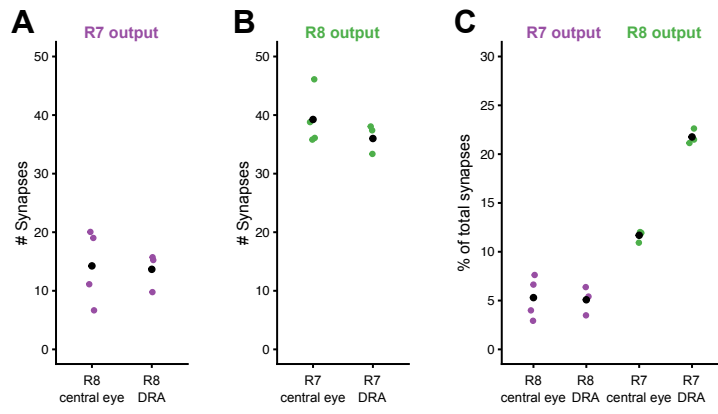 A
R7 output
# Synapses
50
40
30
20
10
0
R8
central eye
R8
DRA
B
R8 output
# Synapses
50
40
30
20
10
0
R7
central eye
R7
DRA
C
R7 output
R8 output
% of total synapses
30
20
10
5
0
R8
central eye
R8
DRA
R7
central eye
R7
DRA